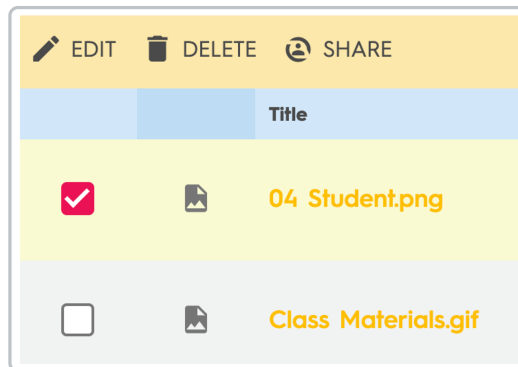 EDIT DELETE SHARE
Title
04 Student.png
Class Materials.gif